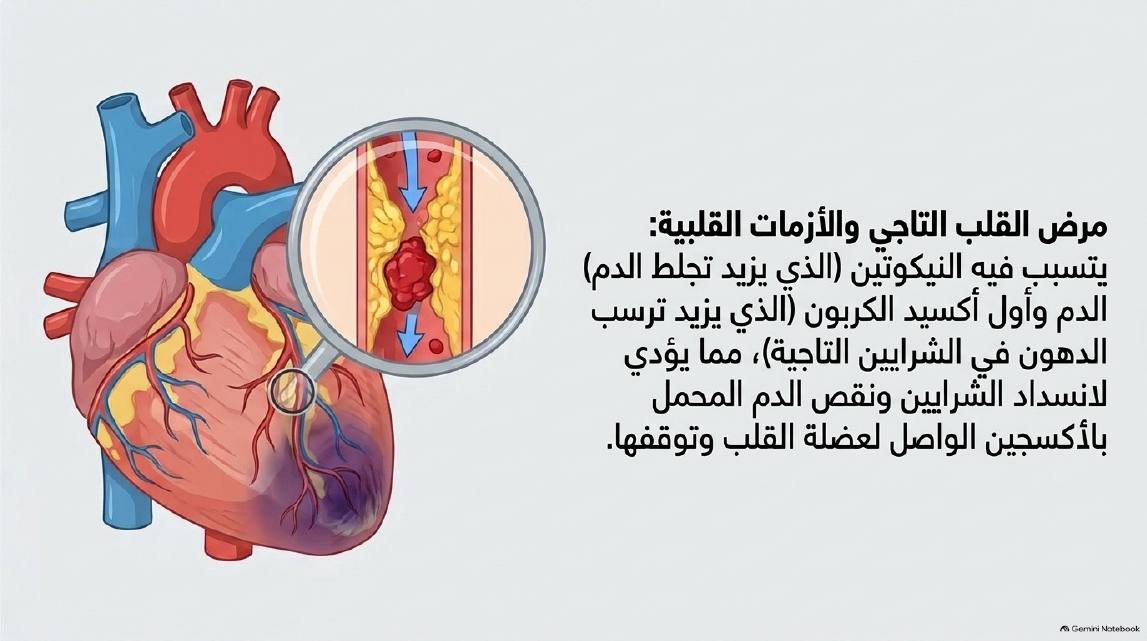 مرض القلب التاجي والأزمات القلبية:
يتسبب فيه النيكوتين (الذي يزيد تجلط الدم)
الدم وأول أكسيد الكربون (الذي يزيد ترسب
الدهون في الشرايين التاجية)، مما يؤدي
لانسداد الشرايين ونقص الدم المحمل
بالأكسجين الواصل لعضلة القلب وتوقفها.
Gemini Notebook